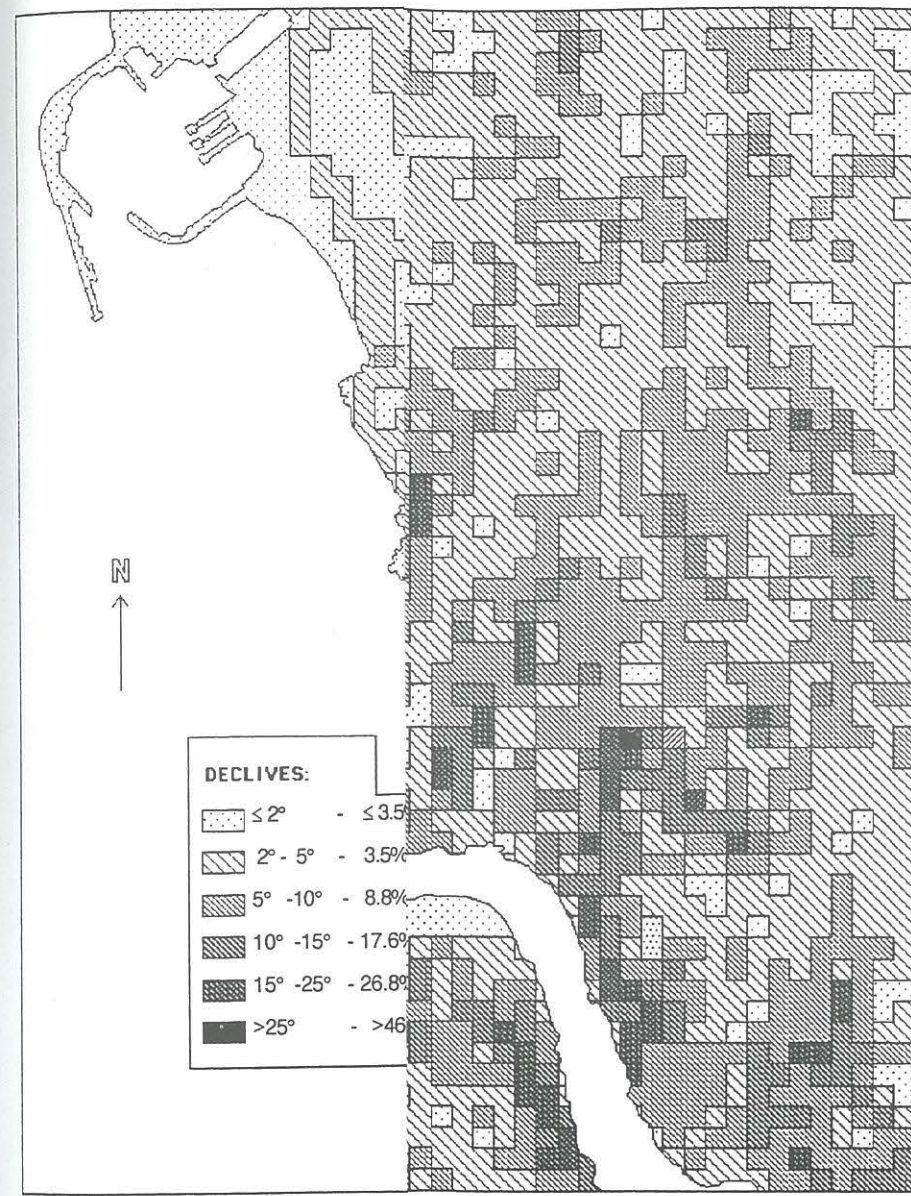 N
DECLIVES:
≤ 2° - ≤ 3.5%
2° - 5° - 3.5%
5° -10° - 8.8%
10° -15° - 17.6%
15° -25° - 26.8%
>25° - >46